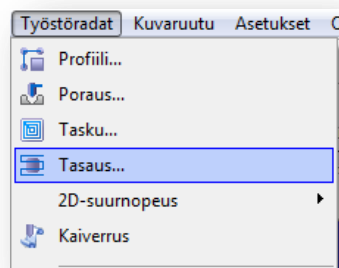 Työstöradat Kuvaruutu Asetukset
Profiili...
Poraus...
Tasku...
Tasaus...
2D-suurnopeus
Kaiverrus